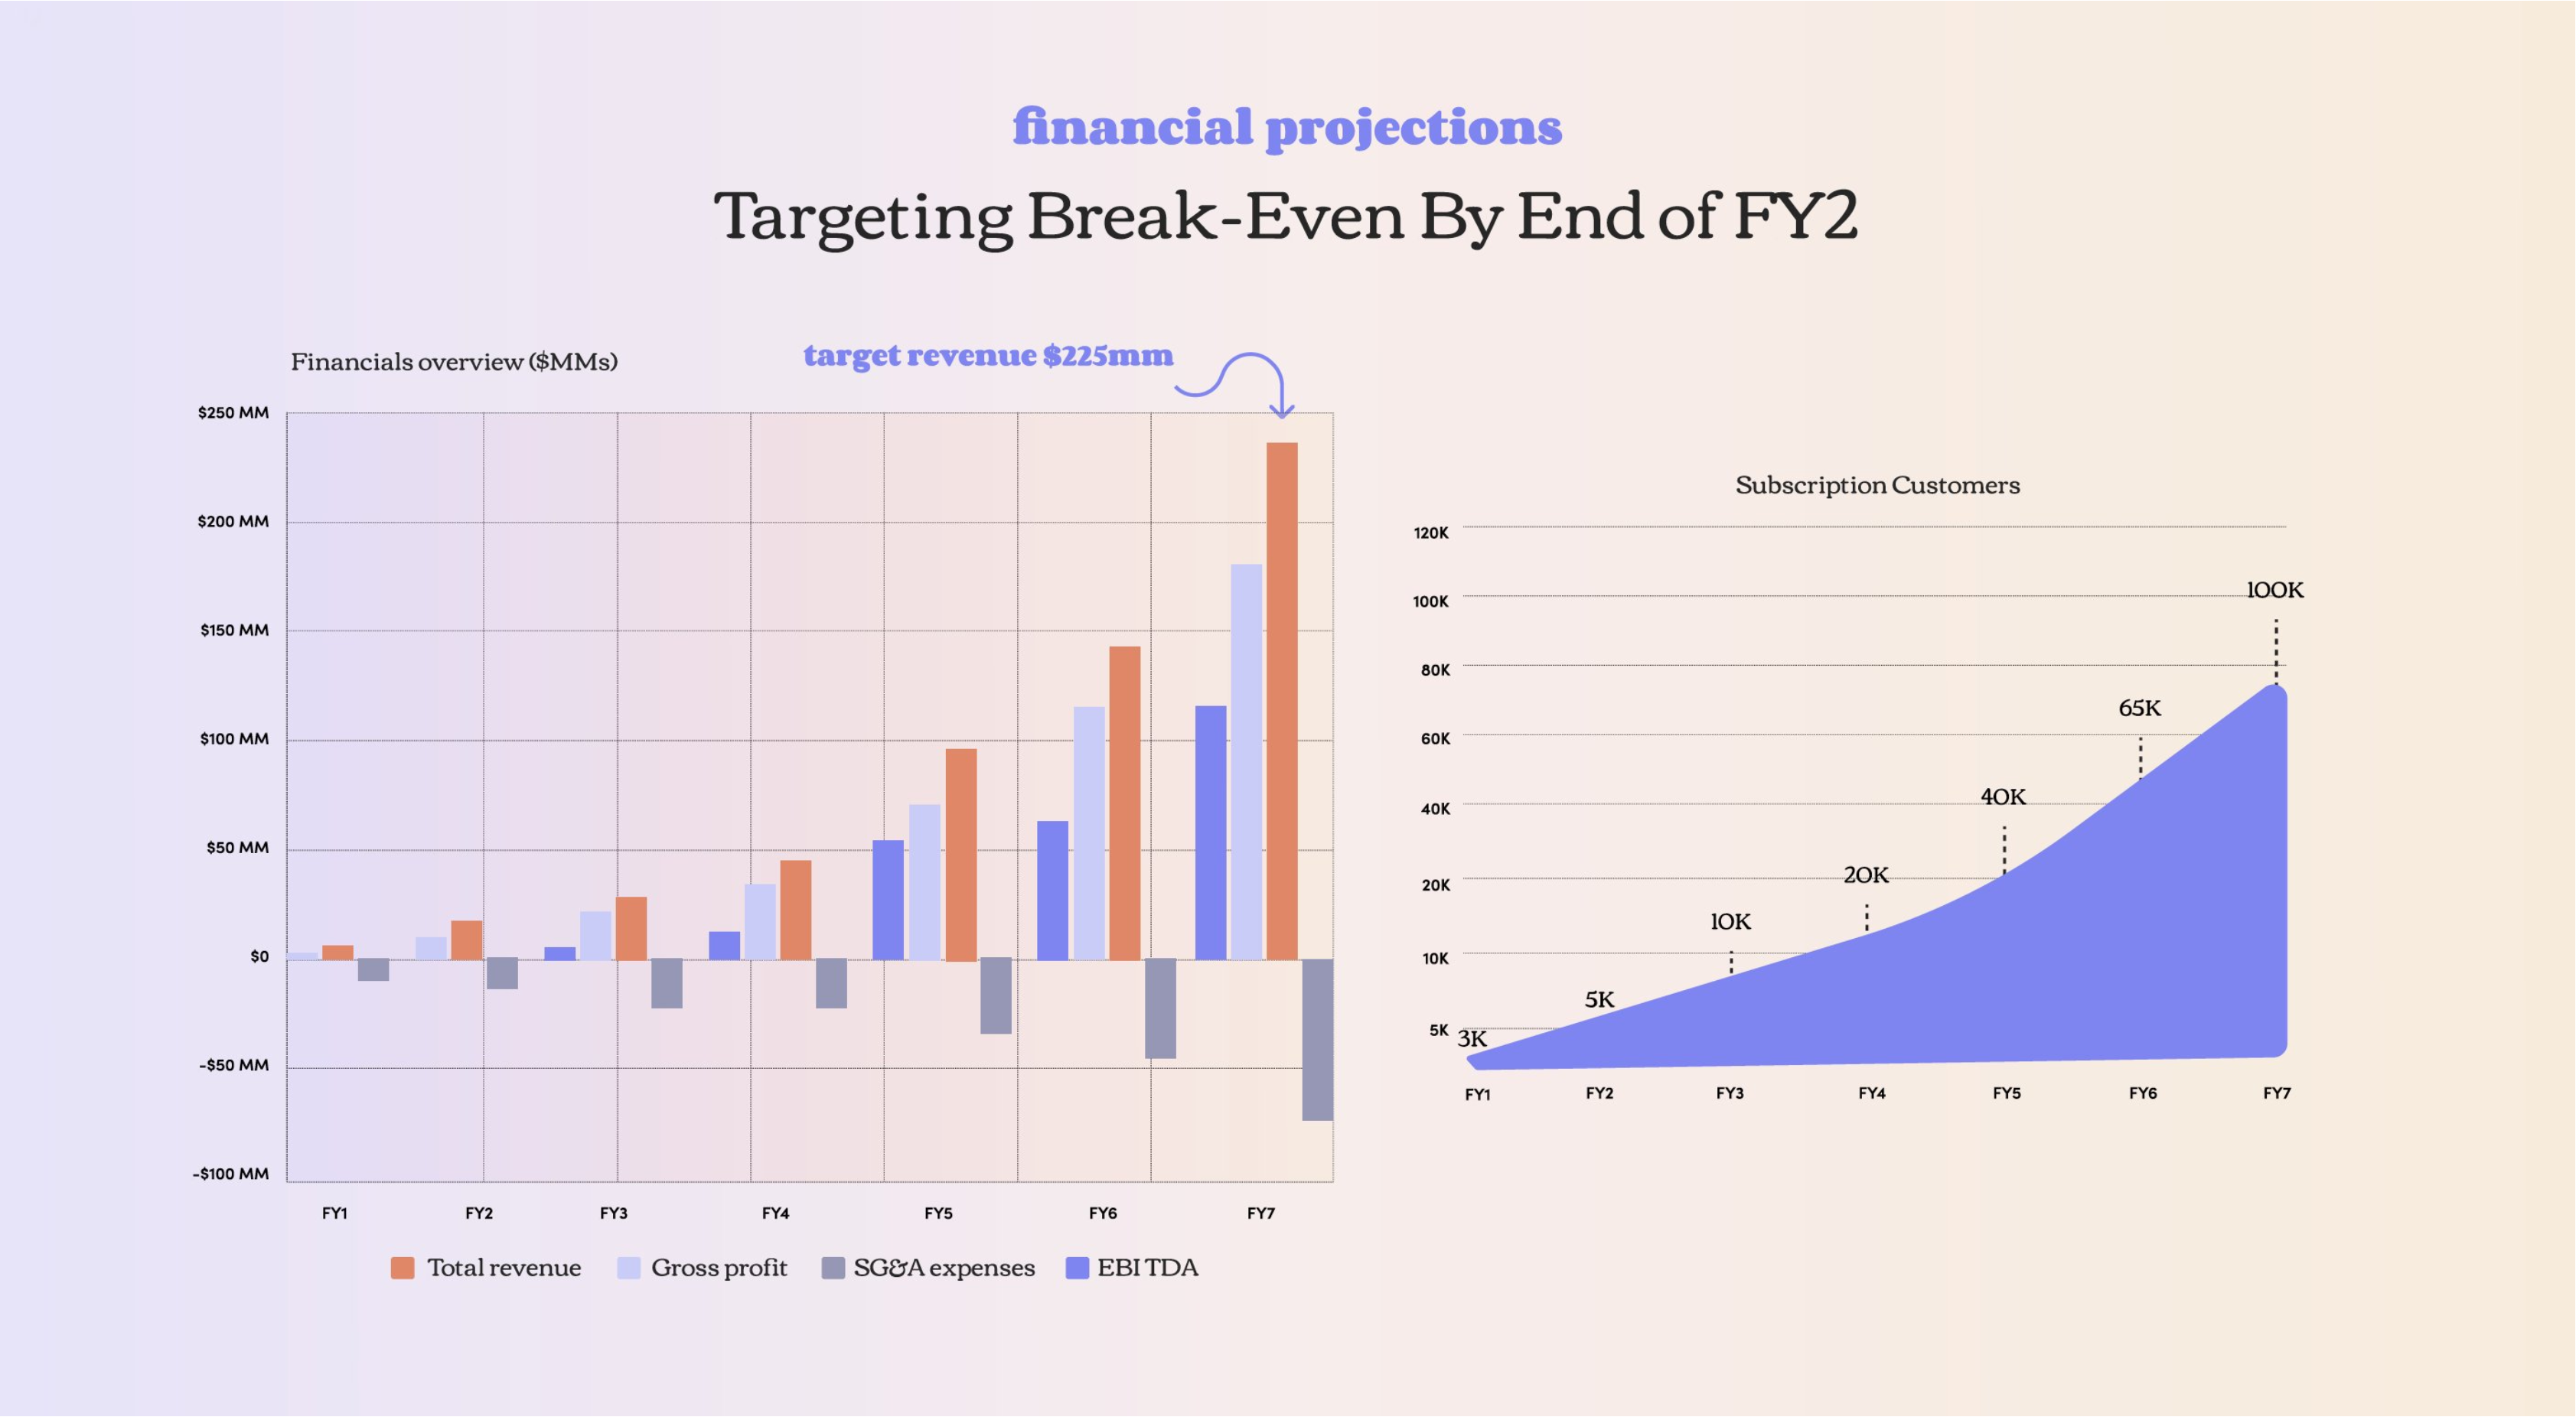 financial projections
Targeting Break-Even By End of FY2
Financials overview ($MMs)
target revenue $225mm
$250 MM
$200 MM
$150 MM
$100 MM
$50 MM
$0
-$50 MM
-$100 MM
FY1 FY2 FY3 FY4 FY5 FY6 FY7
Total revenue Gross profit SG&A expenses EBI TDA
Subscription Customers
120K
100K
80K
60K
40K
20K
10K
5K
3K
5K
10K
20K
40K
65K
100K
FY1 FY2 FY3 FY4 FY5 FY6 FY7